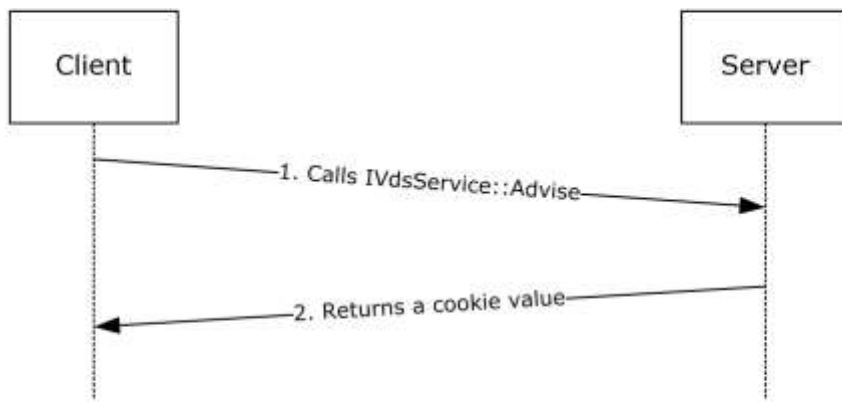 Client
Server
1. Calls IVdsService::Advise
2. Returns a cookie value